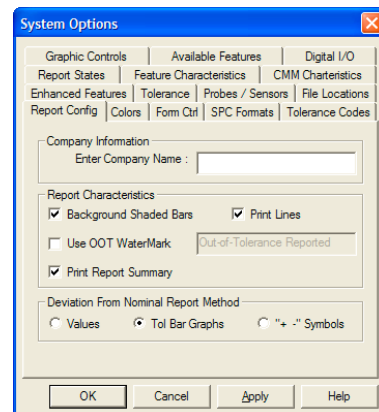 System Options
Graphic Controls Available Features Digital I/O
Report States Feature Characteristics CMM Charteristics
Enhanced Features Tolerance Probes / Sensors File Locations
Report Config Colors Form Ctrl SPC Formats Tolerance Codes
Company Information
Enter Company Name :
Report Characteristics
Background Shaded Bars Print Lines
Use OOT WaterMark Out-of-Tolerance Reported
Print Report Summary
Deviation From Nominal Report Method
Values Tol Bar Graphs "+ -" Symbols
OK Cancel Apply Help